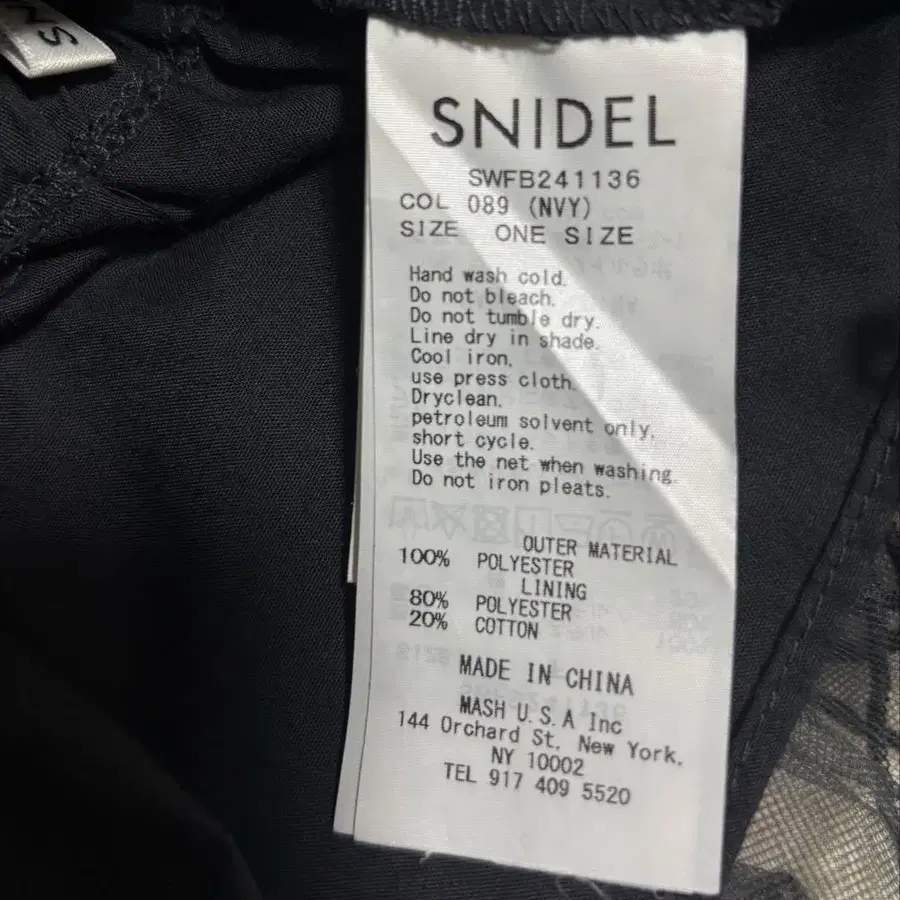 SNIDEL
SWFB241136
COL 089 (NVY)
SIZE ONE SIZE
Hand wash cold.
Do not bleach.
Do not tumble dry.
Line dry in shade.
Cool iron.
use press cloth.
Dryclean.
petroleum solvent only.
short cycle.
Use the net when washing.
Do not iron pleats.
OUTER MATERIAL
100% POLYESTER
LINING
80% POLYESTER
20% COTTON
MADE IN CHINA
MASH U.S.A Inc
144 Orchard St. New York.
NY 10002
TEL 917 409 5520